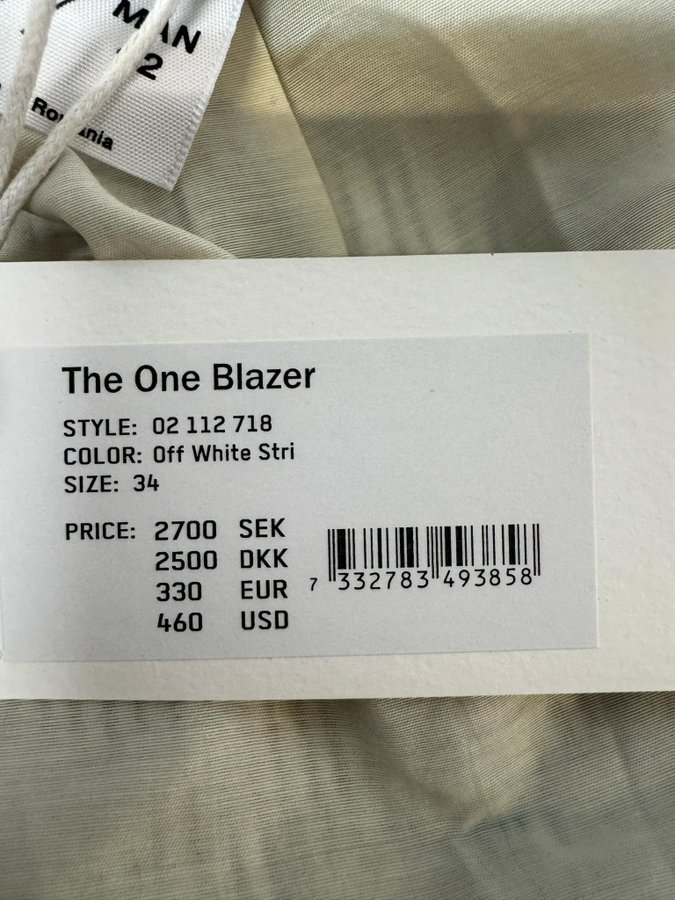 MAN
2
The One Blazer
STYLE: 02 112 718
COLOR: Off White Stri
SIZE: 34
PRICE: 2700 SEK
2500 DKK
330 EUR
460 USD
7 332783 493858